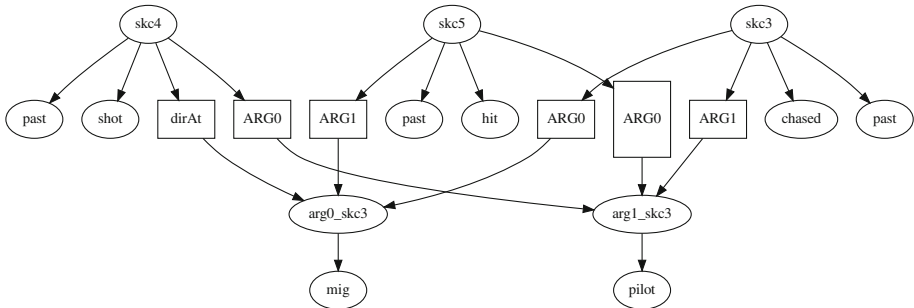 skc4
skc5
skc3
past
shot
dirAt
ARG0
ARG1
past
hit
ARG0
ARG0
ARG1
chased
past
arg0_skc3
arg1_skc3
mig
pilot